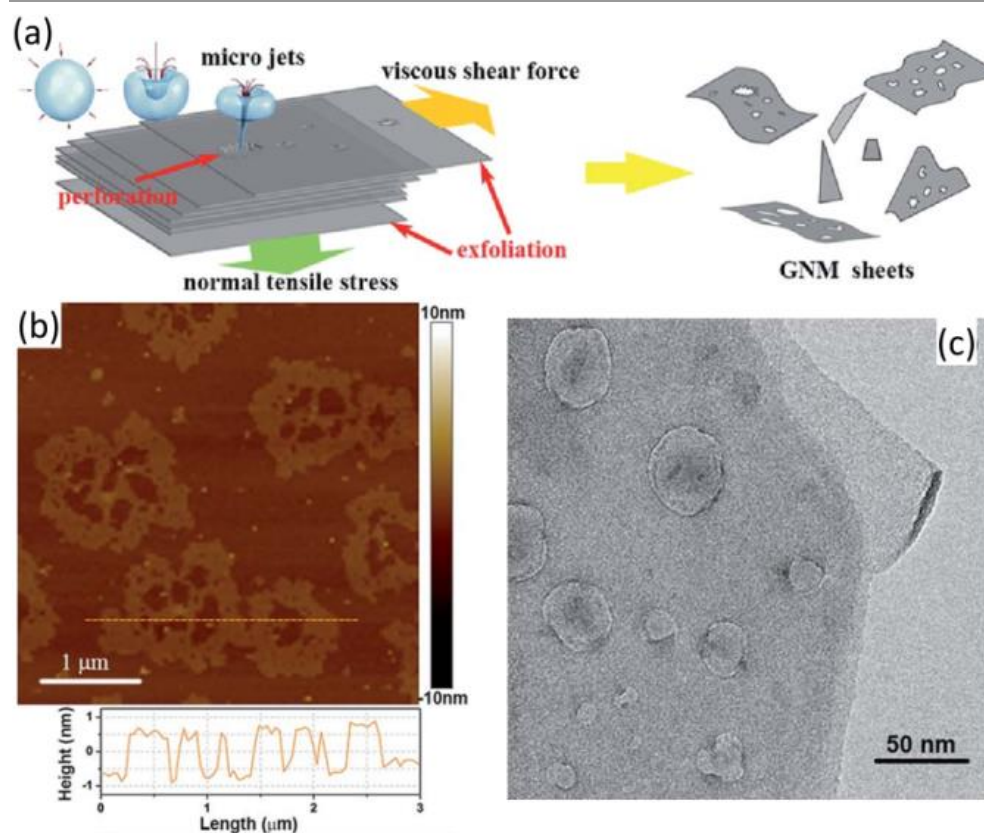 (a)
micro jets
viscous shear force
perforation
exfoliation
normal tensile stress
GNM sheets
(b)
10nm
-10nm
1 μm
Height (nm)
1
0
-1
0 1 2 3
Length (μm)
(c)
50 nm